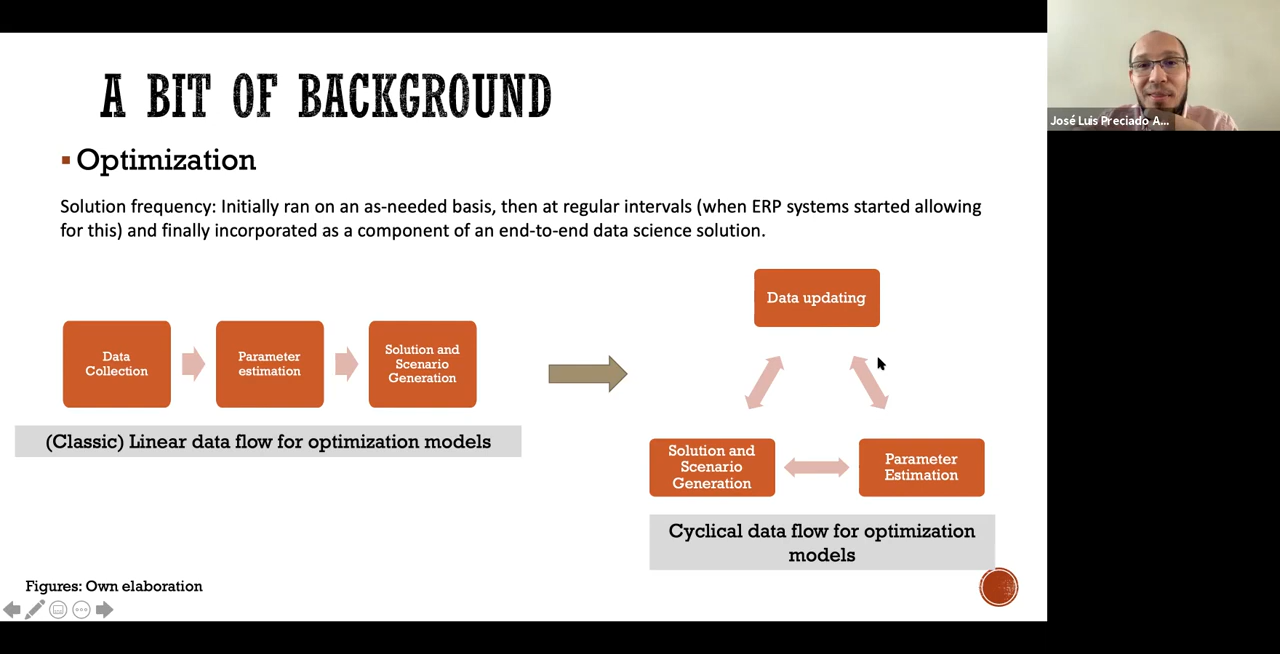 A BIT OF BACKGROUND
José Luis Preciado A...
Optimization
Solution frequency: Initially ran on an as-needed basis, then at regular intervals (when ERP systems started allowing
for this) and finally incorporated as a component of an end-to-end data science solution.
Data
Collection
Parameter
estimation
Solution and
Scenario
Generation
(Classic) Linear data flow for optimization models
Data updating
Solution and
Scenario
Generation
Parameter
Estimation
Cyclical data flow for optimization
models
Figures: Own elaboration